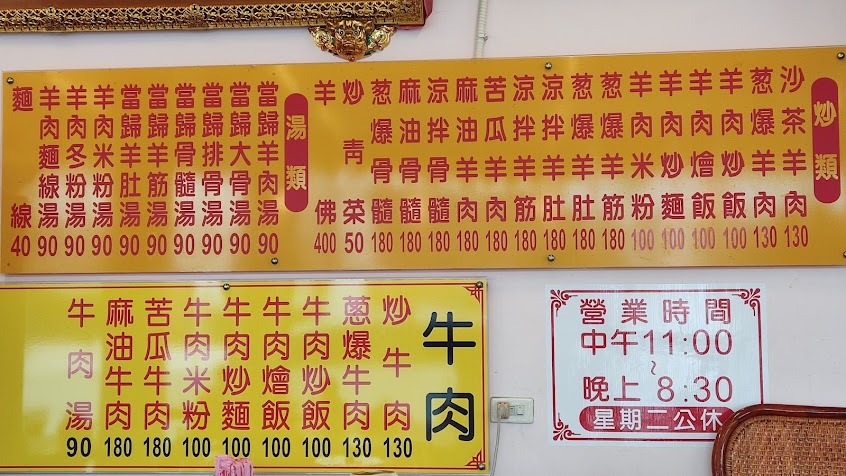 炒類
沙茶羊肉 130
葱爆羊肉 130
羊肉炒飯 100
羊肉燴飯 100
羊肉炒麵 100
羊肉米粉 100
葱爆羊筋 180
葱爆羊肚 180
涼拌羊肚 180
涼拌羊筋 180
苦瓜羊肉 180
麻油羊肉 180
涼拌骨髓 180
麻油骨髓 180
葱爆骨髓 180
炒青菜 50
羊佛 400
湯類
當歸羊肉湯 90
當歸大骨湯 90
當歸排骨湯 90
當歸骨髓湯 90
當歸羊筋湯 90
當歸羊肚湯 90
羊肉米粉湯 90
羊肉冬粉湯 90
羊肉麵線湯 90
麵線 40
牛肉
炒牛肉 130
蔥爆牛肉 130
牛肉炒飯 100
牛肉燴飯 100
牛肉炒麵 100
牛肉米粉 100
苦瓜牛肉 180
麻油牛肉 180
牛肉湯 90
營業時間
中午11:00
~
晚上8:30
星期二公休